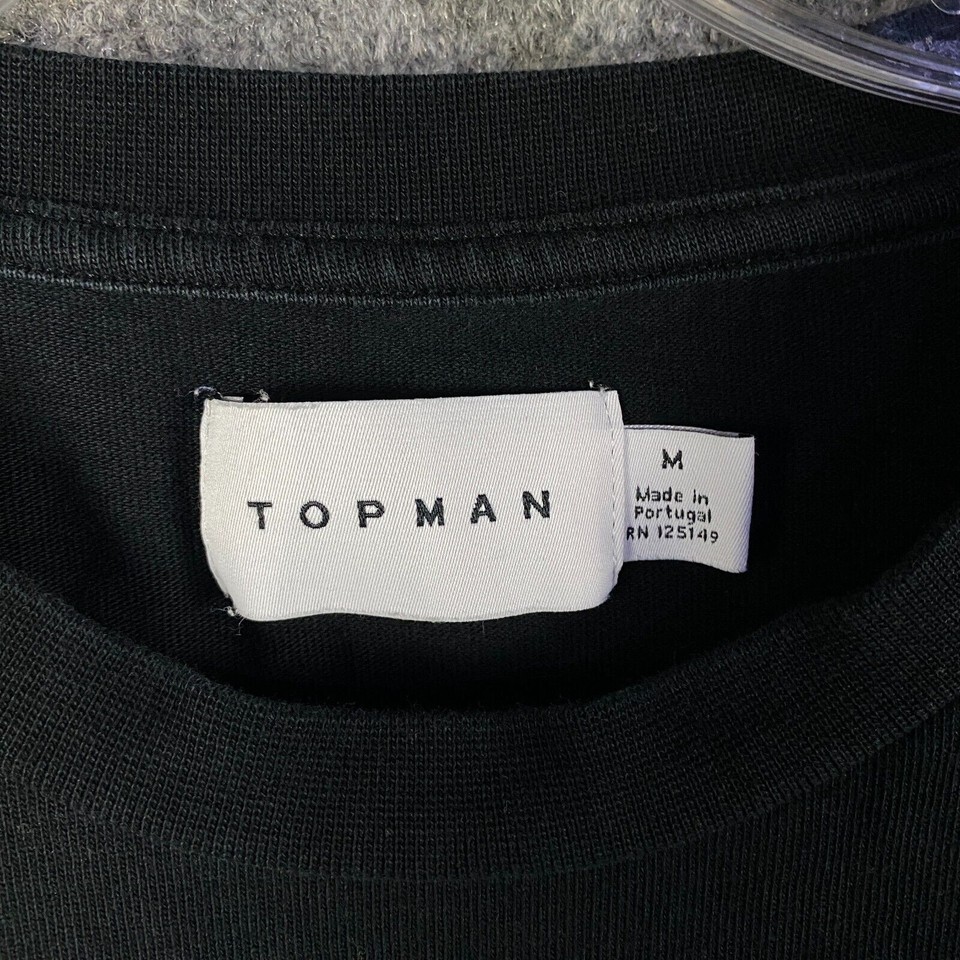 TOPMAN
M
Made in
Portugal
RN 125149